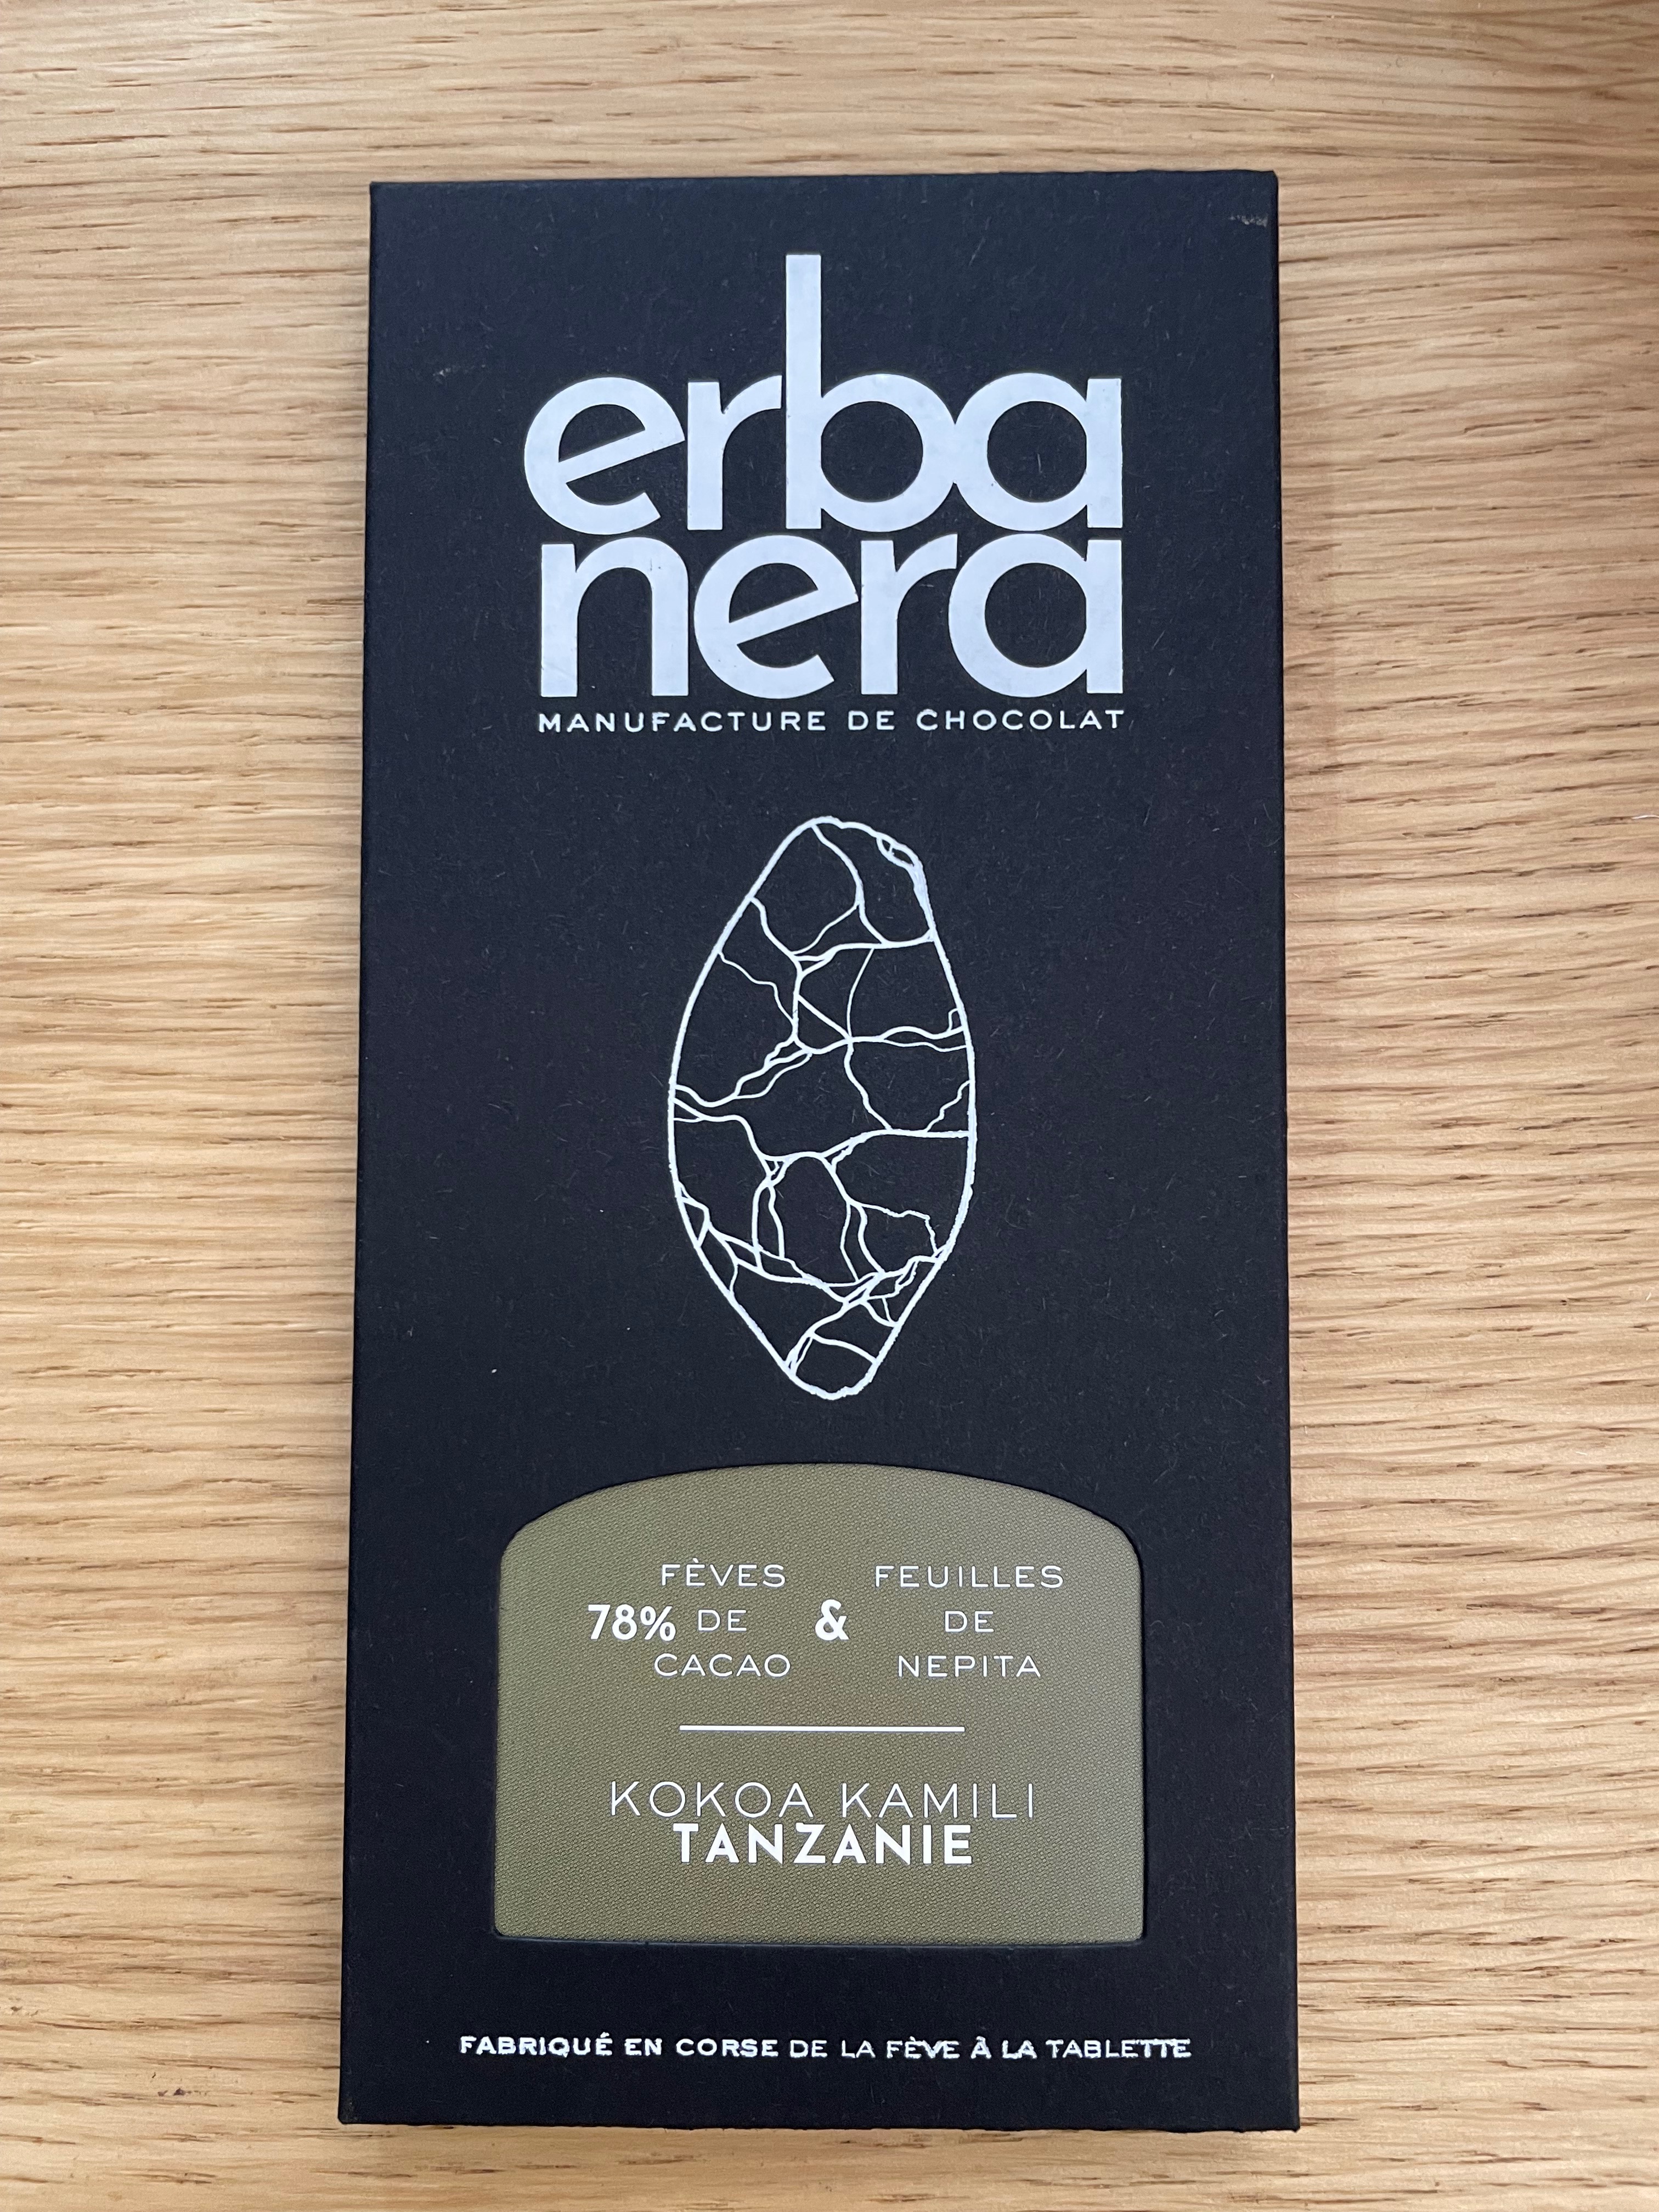 erba
nera
MANUFACTURE DE CHOCOLAT
78% FÈVES DE CACAO & FEUILLES DE NEPITA
KOKOA KAMILI
TANZANIE
FABRIQUÉ EN CORSE DE LA FÈVE À LA TABLETTE